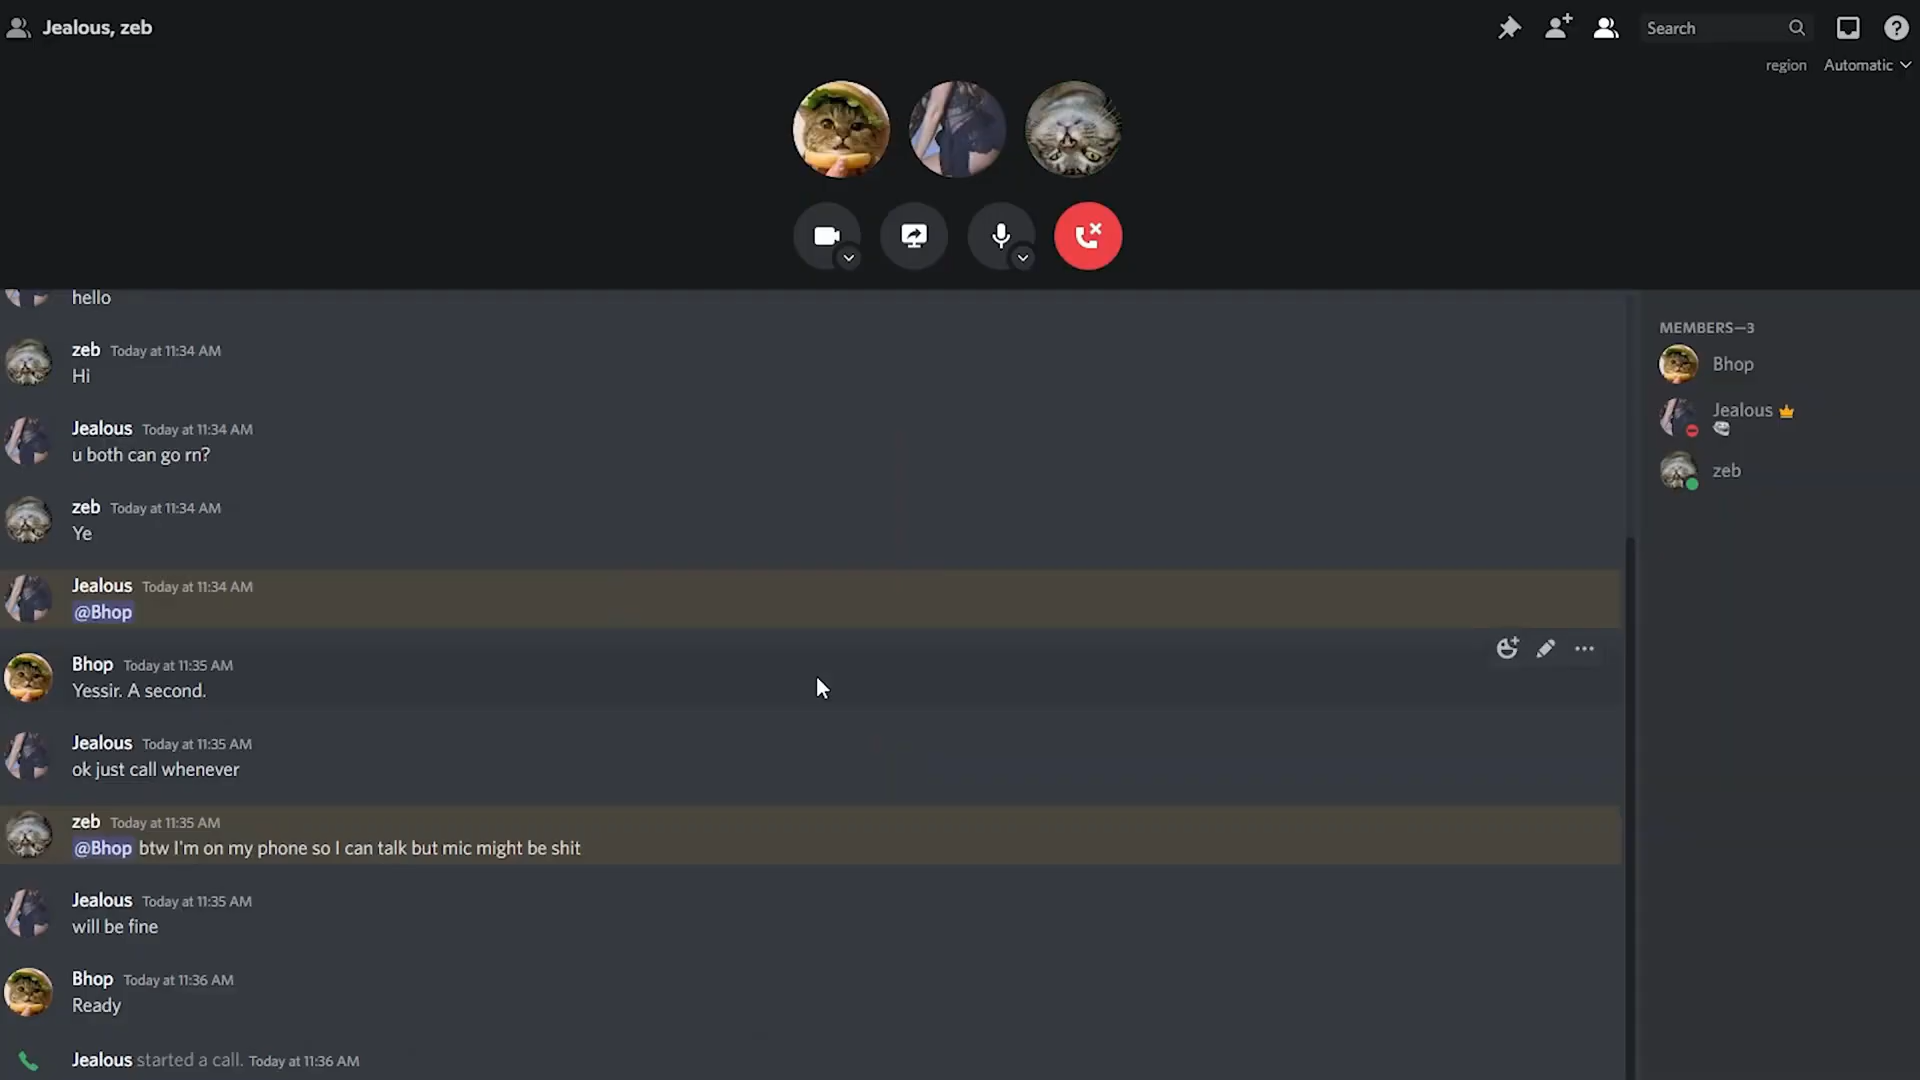 Jealous, zeb
Search
region Automatic
hello
zeb Today at 11:34 AM
Hi
Jealous Today at 11:34 AM
u both can go rn?
zeb Today at 11:34 AM
Ye
Jealous Today at 11:34 AM
@Bhop
Bhop Today at 11:35 AM
Yessir. A second.
Jealous Today at 11:35 AM
ok just call whenever
zeb Today at 11:35 AM
@Bhop btw I'm on my phone so I can talk but mic might be shit
Jealous Today at 11:35 AM
will be fine
Bhop Today at 11:36 AM
Ready
Jealous started a call. Today at 11:36 AM
MEMBERS—3
Bhop
Jealous
zeb